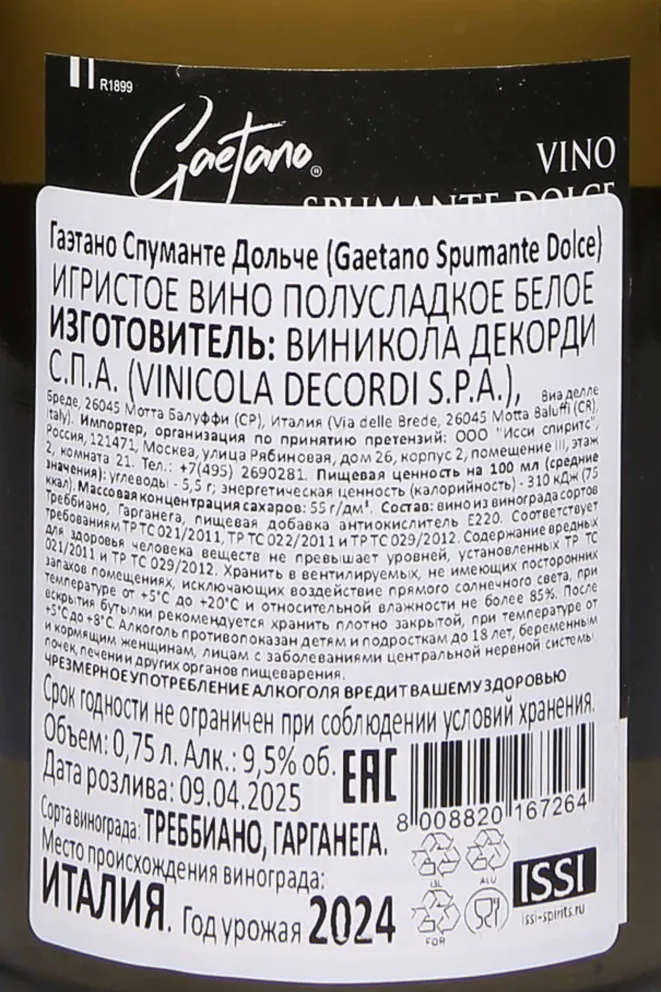 R1899
Gaetano®
VINO
SPUMANTE DOLCE
Гаэтано Спуманте Дольче (Gaetano Spumante Dolce)
ИГРИСТОЕ ВИНО ПОЛУСЛАДКОЕ БЕЛОЕ
ИЗГОТОВИТЕЛЬ: ВИНИКОЛА ДЕКОРДИ
С.П.А. (VINICOLA DECORDI S.P.A.), Виа делле
Бреде, 26045 Мотта Балуффи (СР), Италия (Via delle Brede, 26045 Motta Baluffi (CR),
Italy). Импортер, организация по принятию претензий: ООО "Исси спиритс",
Россия, 121471, Москва, улица Рябиновая, дом 26, корпус 2, помещение III, этаж
2, комната 21. Тел.: +7(495) 2690281. Пищевая ценность на 100 мл (средние
значения): углеводы - 5,5 г; энергетическая ценность (калорийность) - 310 кДж (75
ккал). Массовая концентрация сахаров: 55 г/дм³. Состав: вино из винограда сортов
Треббиано, Гарганега, пищевая добавка антиокислитель Е220. Соответствует
требованиям ТР ТС 021/2011, ТР ТС 022/2011 и ТР ТС 029/2012. Содержание вредных
для здоровья человека веществ не превышает уровней, установленных ТР ТС
021/2011 и ТР ТС 029/2012. Хранить в вентилируемых, не имеющих посторонних
запахов помещениях, исключающих воздействие прямого солнечного света, при
температуре от +5°С до +20°С и относительной влажности не более 85%. После
вскрытия бутылки рекомендуется хранить плотно закрытой, при температуре от
+5°С до +8°С. Алкоголь противопоказан детям и подросткам до 18 лет, беременным
и кормящим женщинам, лицам с заболеваниями центральной нервной системы,
почек, печени и других органов пищеварения.
ЧРЕЗМЕРНОЕ УПОТРЕБЛЕНИЕ АЛКОГОЛЯ ВРЕДИТ ВАШЕМУ ЗДОРОВЬЮ
Срок годности не ограничен при соблюдении условий хранения.
Объем: 0,75 л. Алк.: 9,5% об.
EAC
Дата розлива: 09.04.2025
8 008820 167264
Сорта винограда: ТРЕББИАНО, ГАРГАНЕГА.
Место происхождения винограда:
ИТАЛИЯ. Год урожая 2024
LBL
ALU
FOR
ISSI
issi-spirits.ru